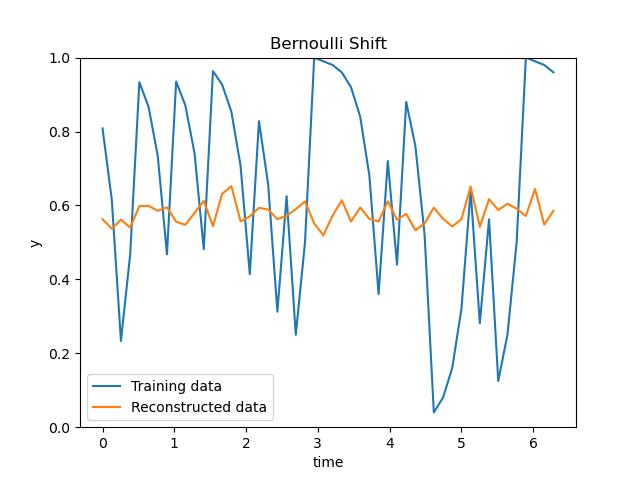 Bernoulli Shift
1.0
0.8
0.6
0.4
0.2
0.0
y
Training data
Reconstructed data
0 1 2 3 4 5 6
time